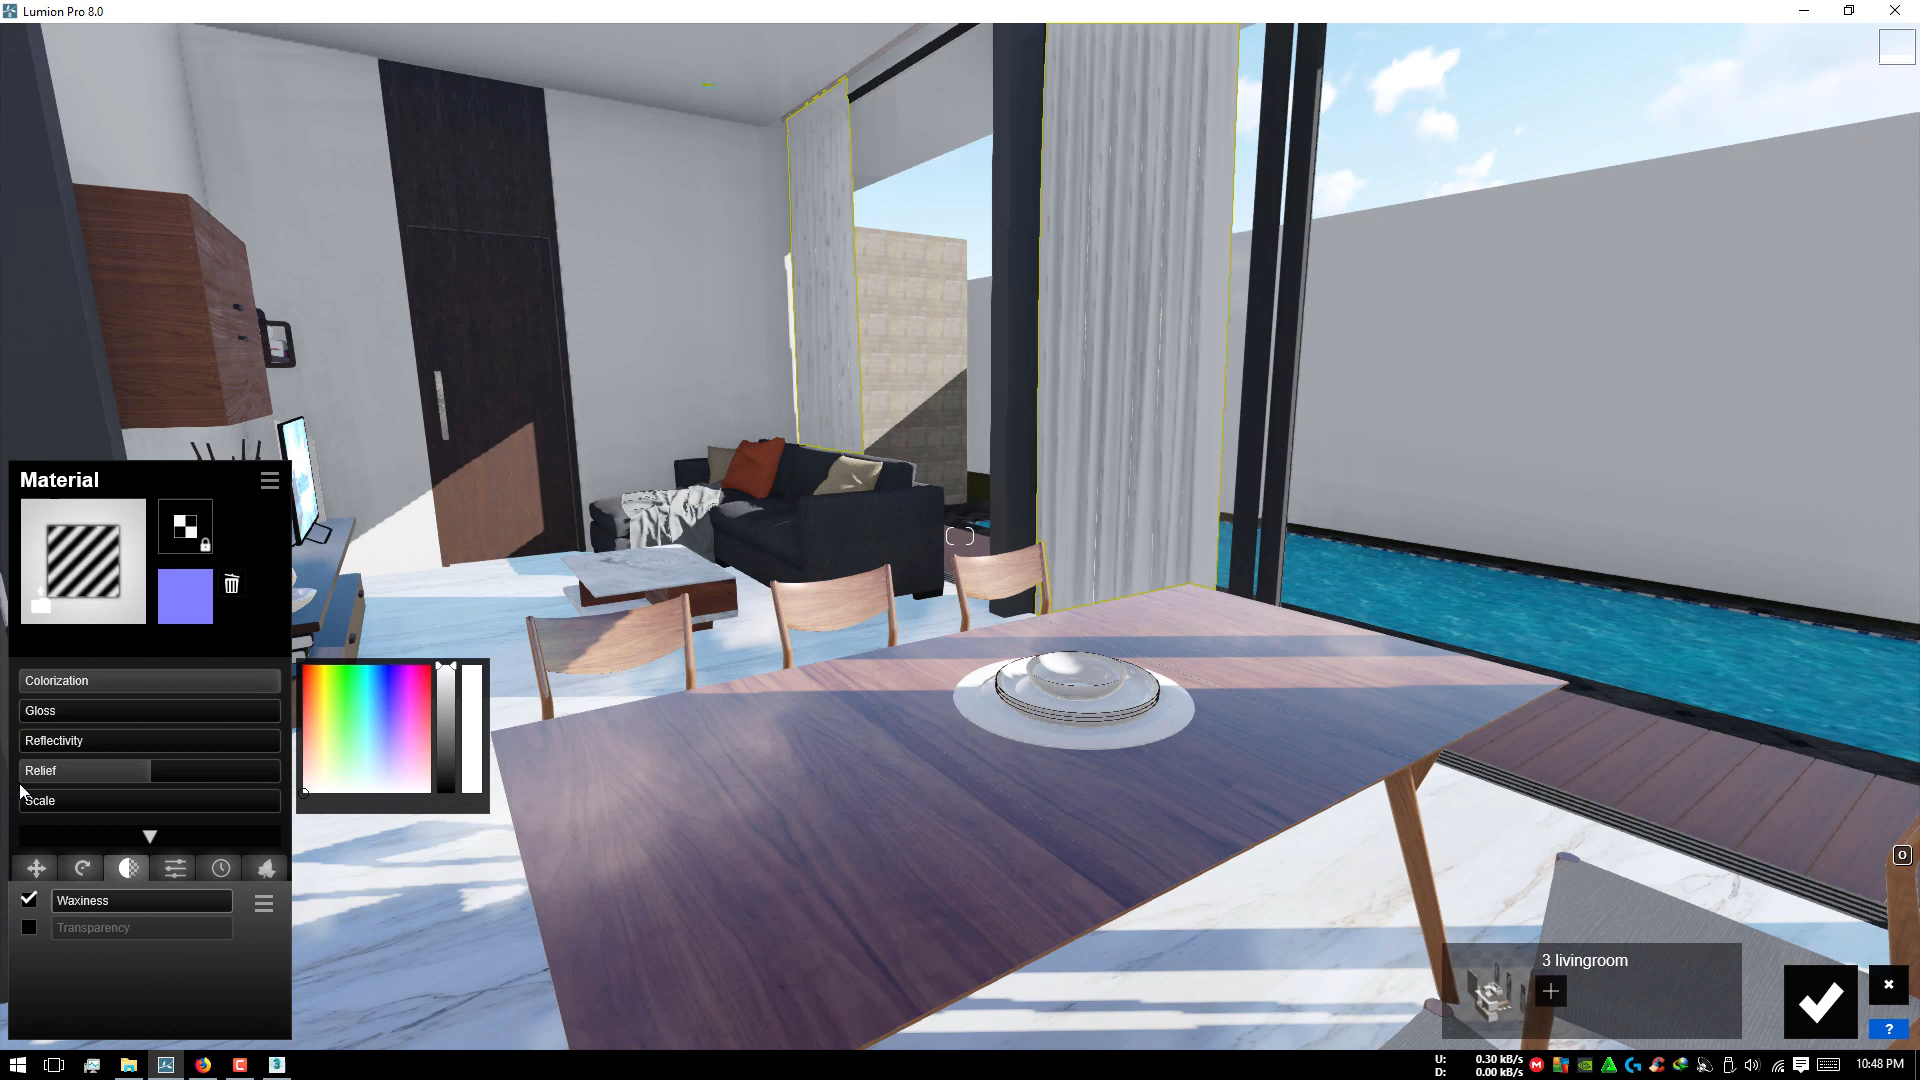 Lumion Pro 8.0
Material
Colorization
Gloss
Reflectivity
Relief
Scale
Waxiness
Transparency
3 livingroom
O
?
U: 0.30 kB/s
D: 0.00 kB/s
10:48 PM